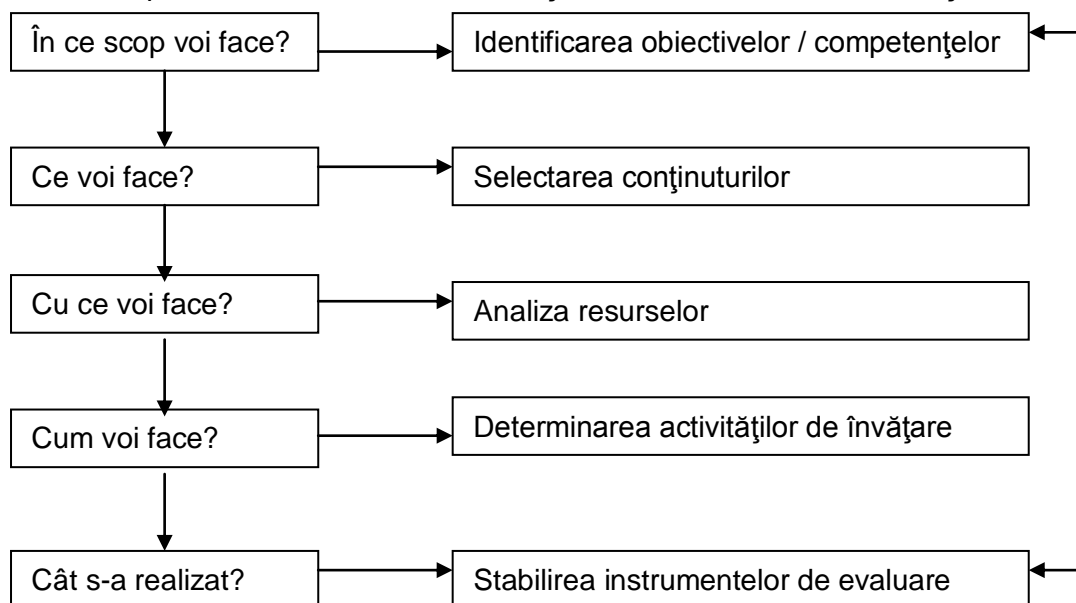 În ce scop voi face?
Identificarea obiectivelor / competenţelor
Ce voi face?
Selectarea conţinuturilor
Cu ce voi face?
Analiza resurselor
Cum voi face?
Determinarea activităţilor de învăţare
Cât s-a realizat?
Stabilirea instrumentelor de evaluare